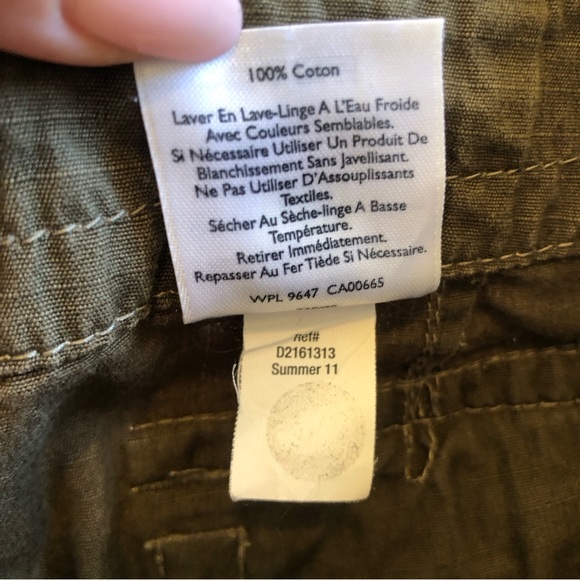 100% Coton
Laver En Lave-Linge A L'Eau Froide
Avec Couleurs Semblables.
Si Nécessaire Utiliser Un Produit De
Blanchissement Sans Javellisant.
Ne Pas Utiliser D'Assouplissants
Textiles.
Sécher Au Sèche-linge A Basse
Température.
Retirer Immédiatement.
Repasser Au Fer Tiède Si Nécessaire.
WPL 9647 CA00665
Ref#
D2161313
Summer 11